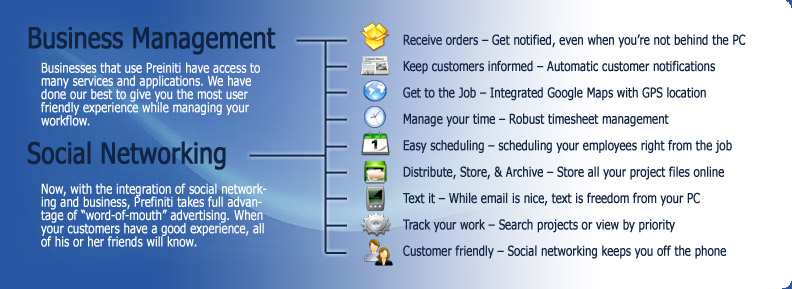 Business Management
Businesses that use Preiniti have access to
many services and applications. We have
done our best to give you the most user
friendly experience while managing your
workflow.
Social Networking
Now, with the integration of social network-
ing and business, Prefiniti takes full advan-
tage of “word-of-mouth” advertising. When
your customers have a good experience, all
of his or her friends will know.
Receive orders – Get notified, even when you’re not behind the PC
Keep customers informed – Automatic customer notifications
Get to the Job – Integrated Google Maps with GPS location
Manage your time – Robust timesheet management
1
Easy scheduling – scheduling your employees right from the job
Distribute, Store, & Archive – Store all your project files online
Text it – While email is nice, text is freedom from your PC
Track your work – Search projects or view by priority
Customer friendly – Social networking keeps you off the phone